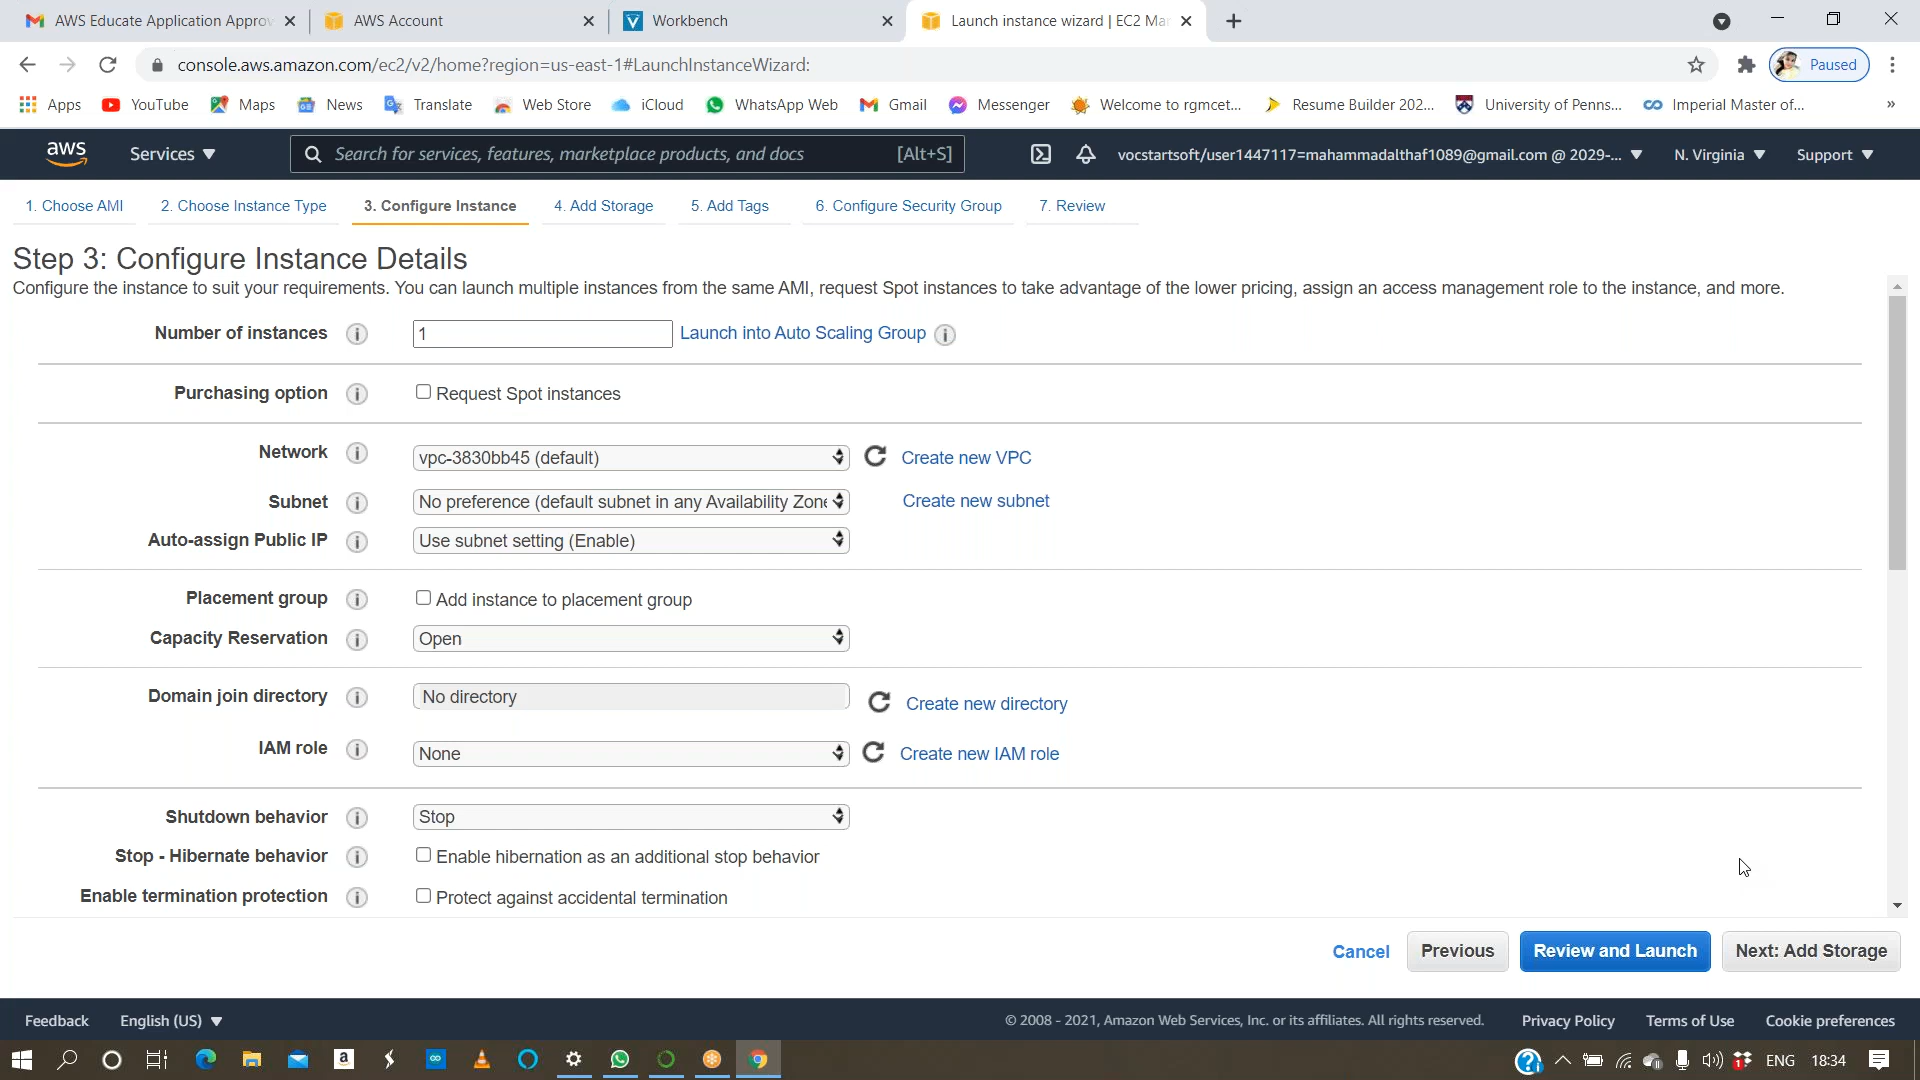 AWS Educate Application Approv
AWS Account
Workbench
Launch instance wizard | EC2 Ma
console.aws.amazon.com/ec2/v2/home?region=us-east-1#LaunchInstanceWizard:
Paused
Apps
YouTube
Maps
News
Translate
Web Store
iCloud
WhatsApp Web
Gmail
Messenger
Welcome to rgmcet...
Resume Builder 202...
University of Penns...
Imperial Master of...
»
aws
Services
Search for services, features, marketplace products, and docs
[Alt+S]
vocstartsoft/user1447117=mahammadalthaf1089@gmail.com @ 2029-...
N. Virginia
Support
1. Choose AMI
2. Choose Instance Type
3. Configure Instance
4. Add Storage
5. Add Tags
6. Configure Security Group
7. Review
Step 3: Configure Instance Details
Configure the instance to suit your requirements. You can launch multiple instances from the same AMI, request Spot instances to take advantage of the lower pricing, assign an access management role to the instance, and more.
Number of instances
1
Launch into Auto Scaling Group
Purchasing option
Request Spot instances
Network
vpc-3830bb45 (default)
Create new VPC
Subnet
No preference (default subnet in any Availability Zone
Create new subnet
Auto-assign Public IP
Use subnet setting (Enable)
Placement group
Add instance to placement group
Capacity Reservation
Open
Domain join directory
No directory
Create new directory
IAM role
None
Create new IAM role
Shutdown behavior
Stop
Stop - Hibernate behavior
Enable hibernation as an additional stop behavior
Enable termination protection
Protect against accidental termination
Cancel
Previous
Review and Launch
Next: Add Storage
Feedback
English (US)
© 2008 - 2021, Amazon Web Services, Inc. or its affiliates. All rights reserved.
Privacy Policy
Terms of Use
Cookie preferences
ENG
18:34